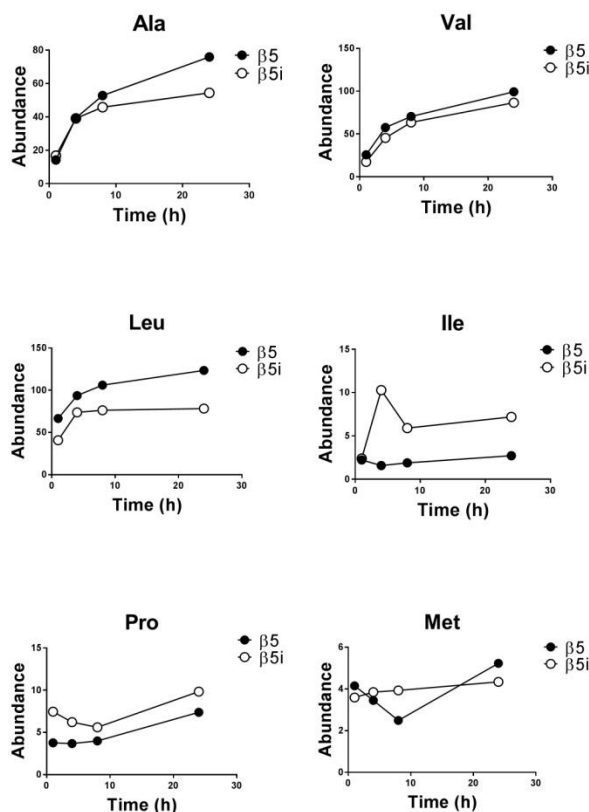 Ala
Abundance
80
60
40
20
0
0 10 20 30
Time (h)
β5
β5i
Val
Abundance
150
100
50
0
0 10 20 30
Time (h)
β5
β5i
Leu
Abundance
150
100
50
0
0 10 20 30
Time (h)
β5
β5i
Ile
Abundance
15
10
5
0
0 10 20 30
Time (h)
β5
β5i
Pro
Abundance
15
10
5
0
0 10 20 30
Time (h)
β5
β5i
Met
Abundance
6
4
2
0
0 10 20 30
Time (h)
β5
β5i